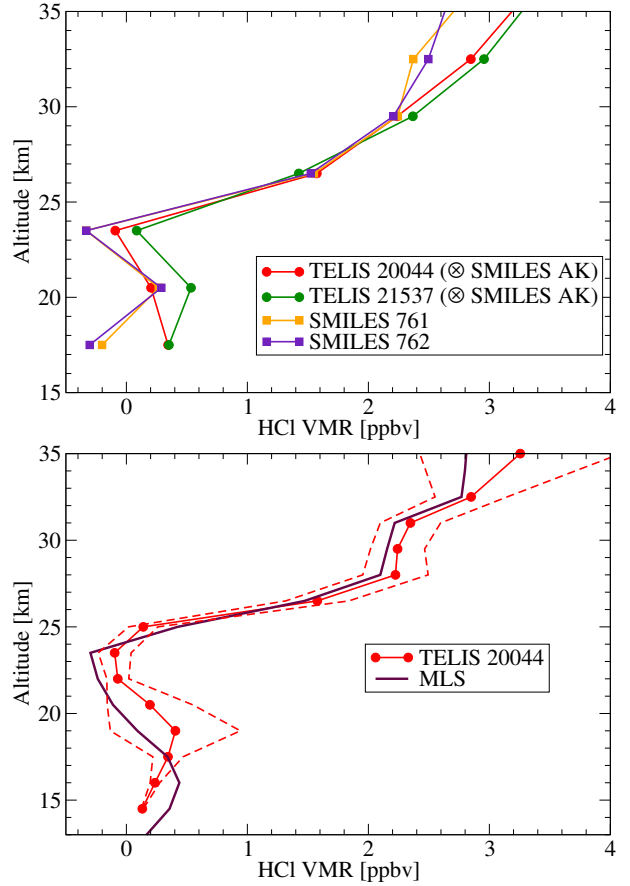 35
30
25
20
15
Altitude [km]
TELIS 20044 (⊗ SMILES AK)
TELIS 21537 (⊗ SMILES AK)
SMILES 761
SMILES 762
0 1 2 3 4
HCl VMR [ppbv]
35
30
25
20
15
Altitude [km]
TELIS 20044
MLS
0 1 2 3 4
HCl VMR [ppbv]